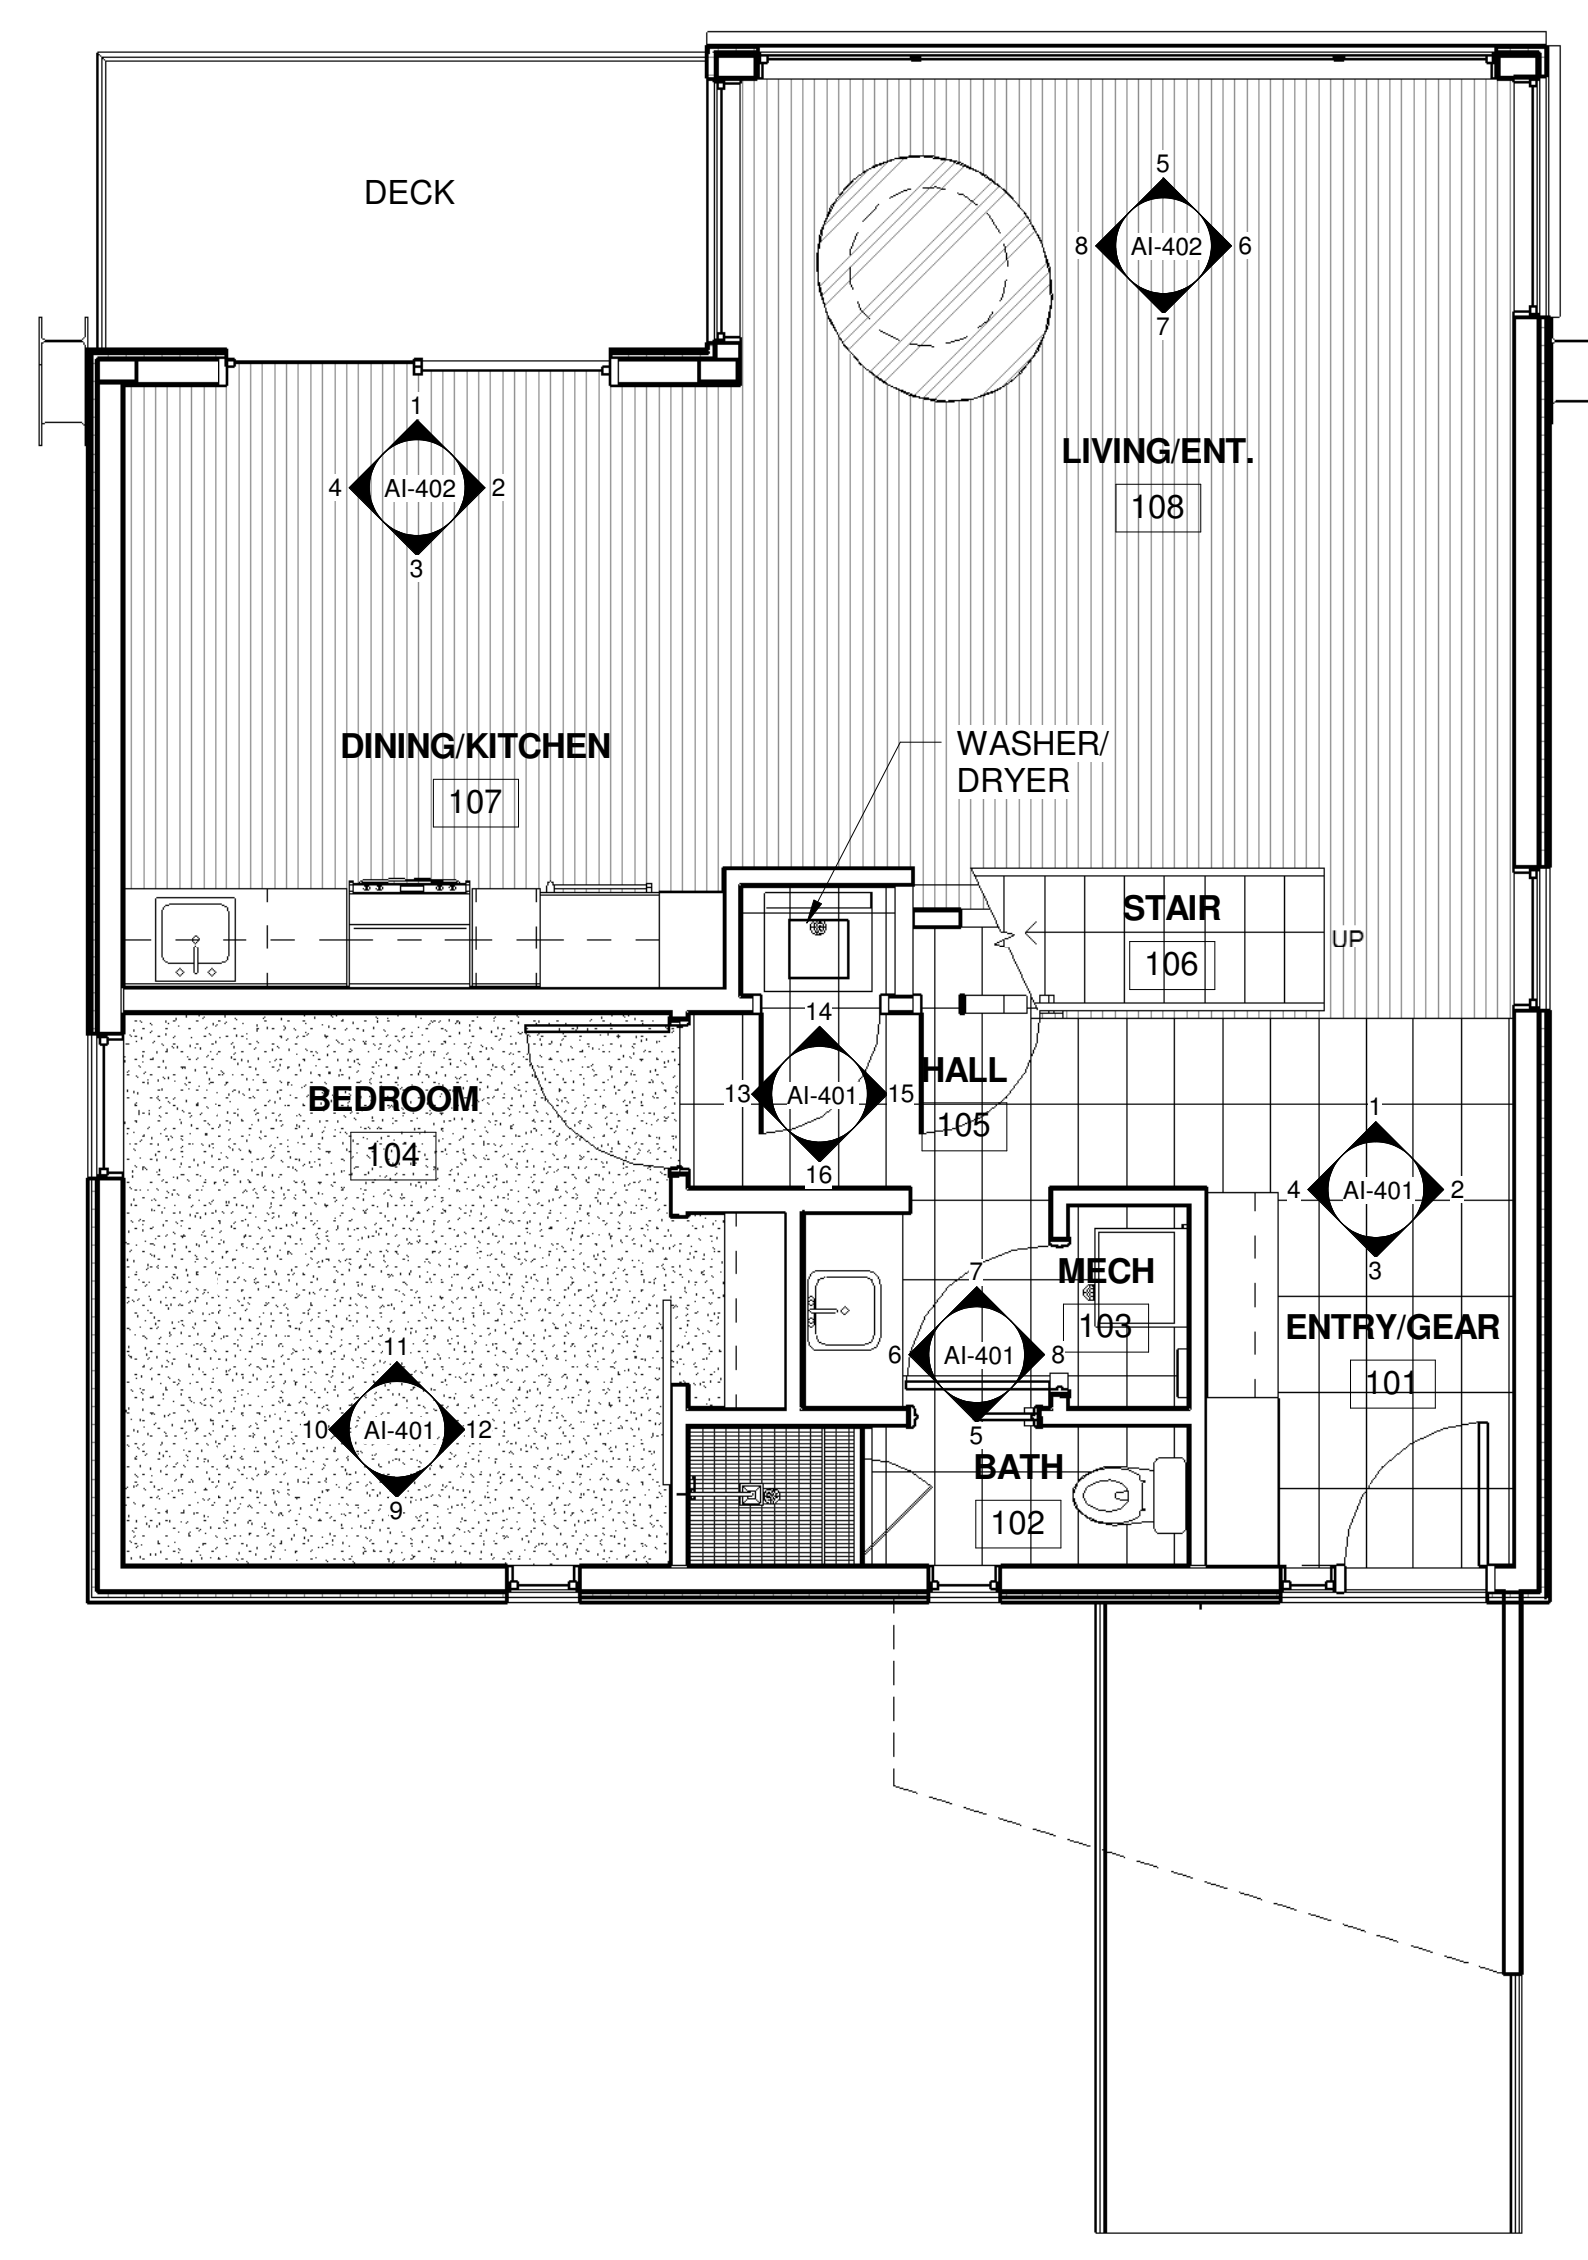 DECK
5
8 AI-402 6
7
LIVING/ENT.
108
1
4 AI-402 2
3
DINING/KITCHEN
107
WASHER/
DRYER
STAIR
106
UP
14
13 AI-401 15
16
HALL
105
BEDROOM
104
1
4 AI-401 2
3
7
6 AI-401 8
5
MECH
103
ENTRY/GEAR
101
11
10 AI-401 12
9
BATH
102